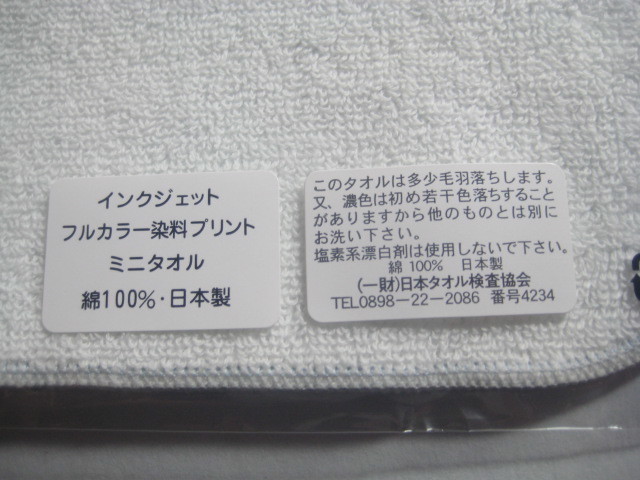 インクジェット
フルカラー染料プリント
ミニタオル
綿100%・日本製
このタオルは多少毛羽落ちします。
又、濃色は初め若干色落ちすること
がありますから他のものとは別に
お洗い下さい。
塩素系漂白剤は使用しないで下さい。
綿 100% 日本製
(一財)日本タオル検査協会
TEL0898-22-2086 番号4234